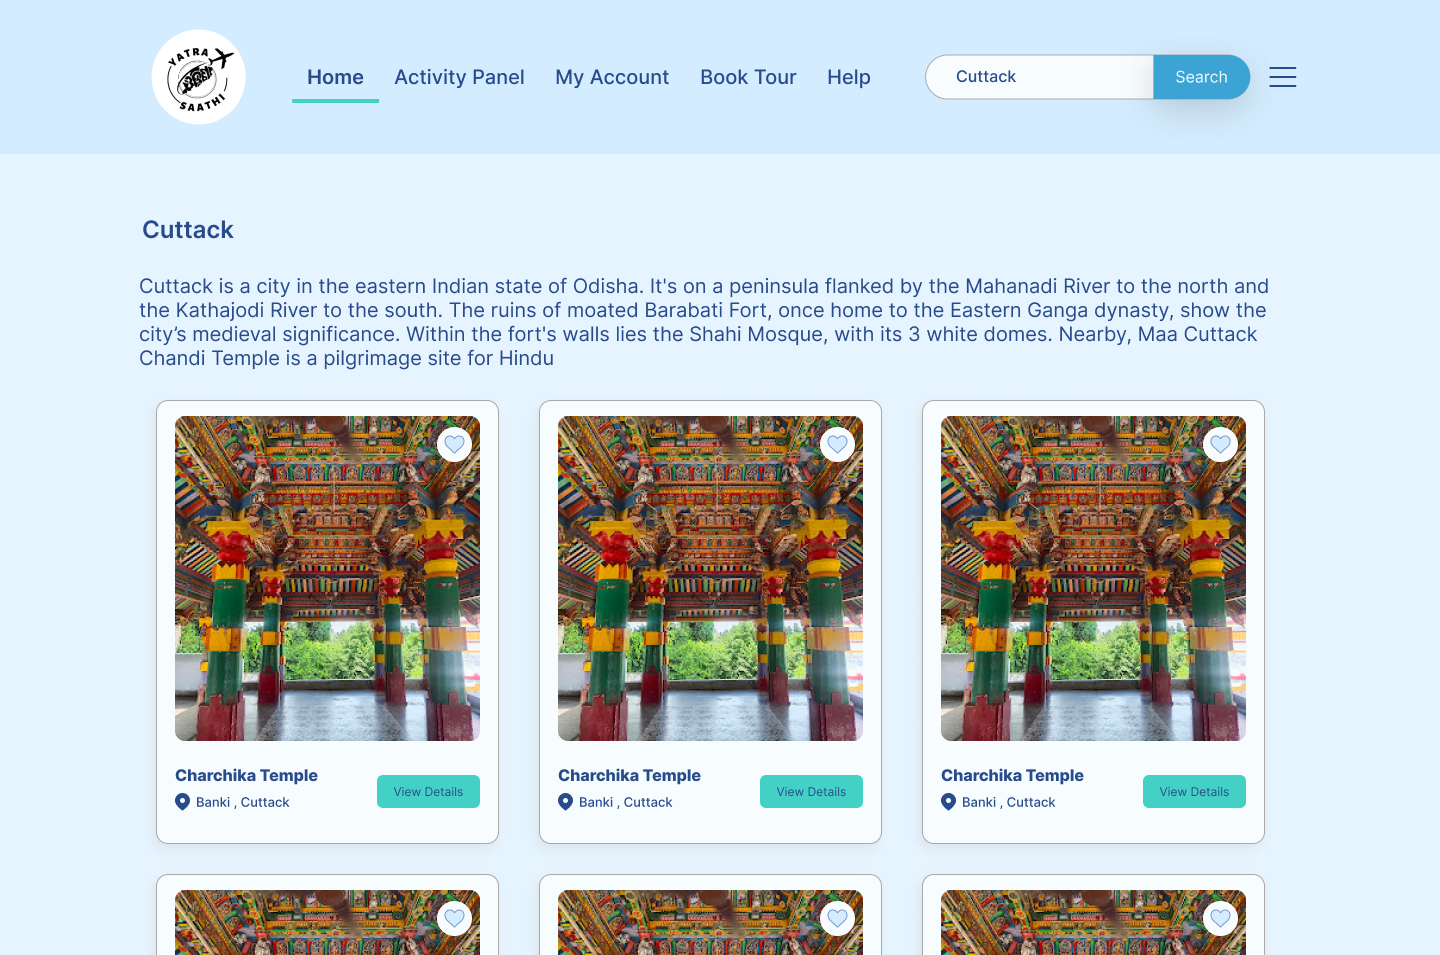 YATRA
SAATHI
Home
Activity Panel
My Account
Book Tour
Help
Cuttack
Search
Cuttack
Cuttack is a city in the eastern Indian state of Odisha. It's on a peninsula flanked by the Mahanadi River to the north and
the Kathajodi River to the south. The ruins of moated Barabati Fort, once home to the Eastern Ganga dynasty, show the
city’s medieval significance. Within the fort's walls lies the Shahi Mosque, with its 3 white domes. Nearby, Maa Cuttack
Chandi Temple is a pilgrimage site for Hindu
Charchika Temple
Banki , Cuttack
View Details
Charchika Temple
Banki , Cuttack
View Details
Charchika Temple
Banki , Cuttack
View Details